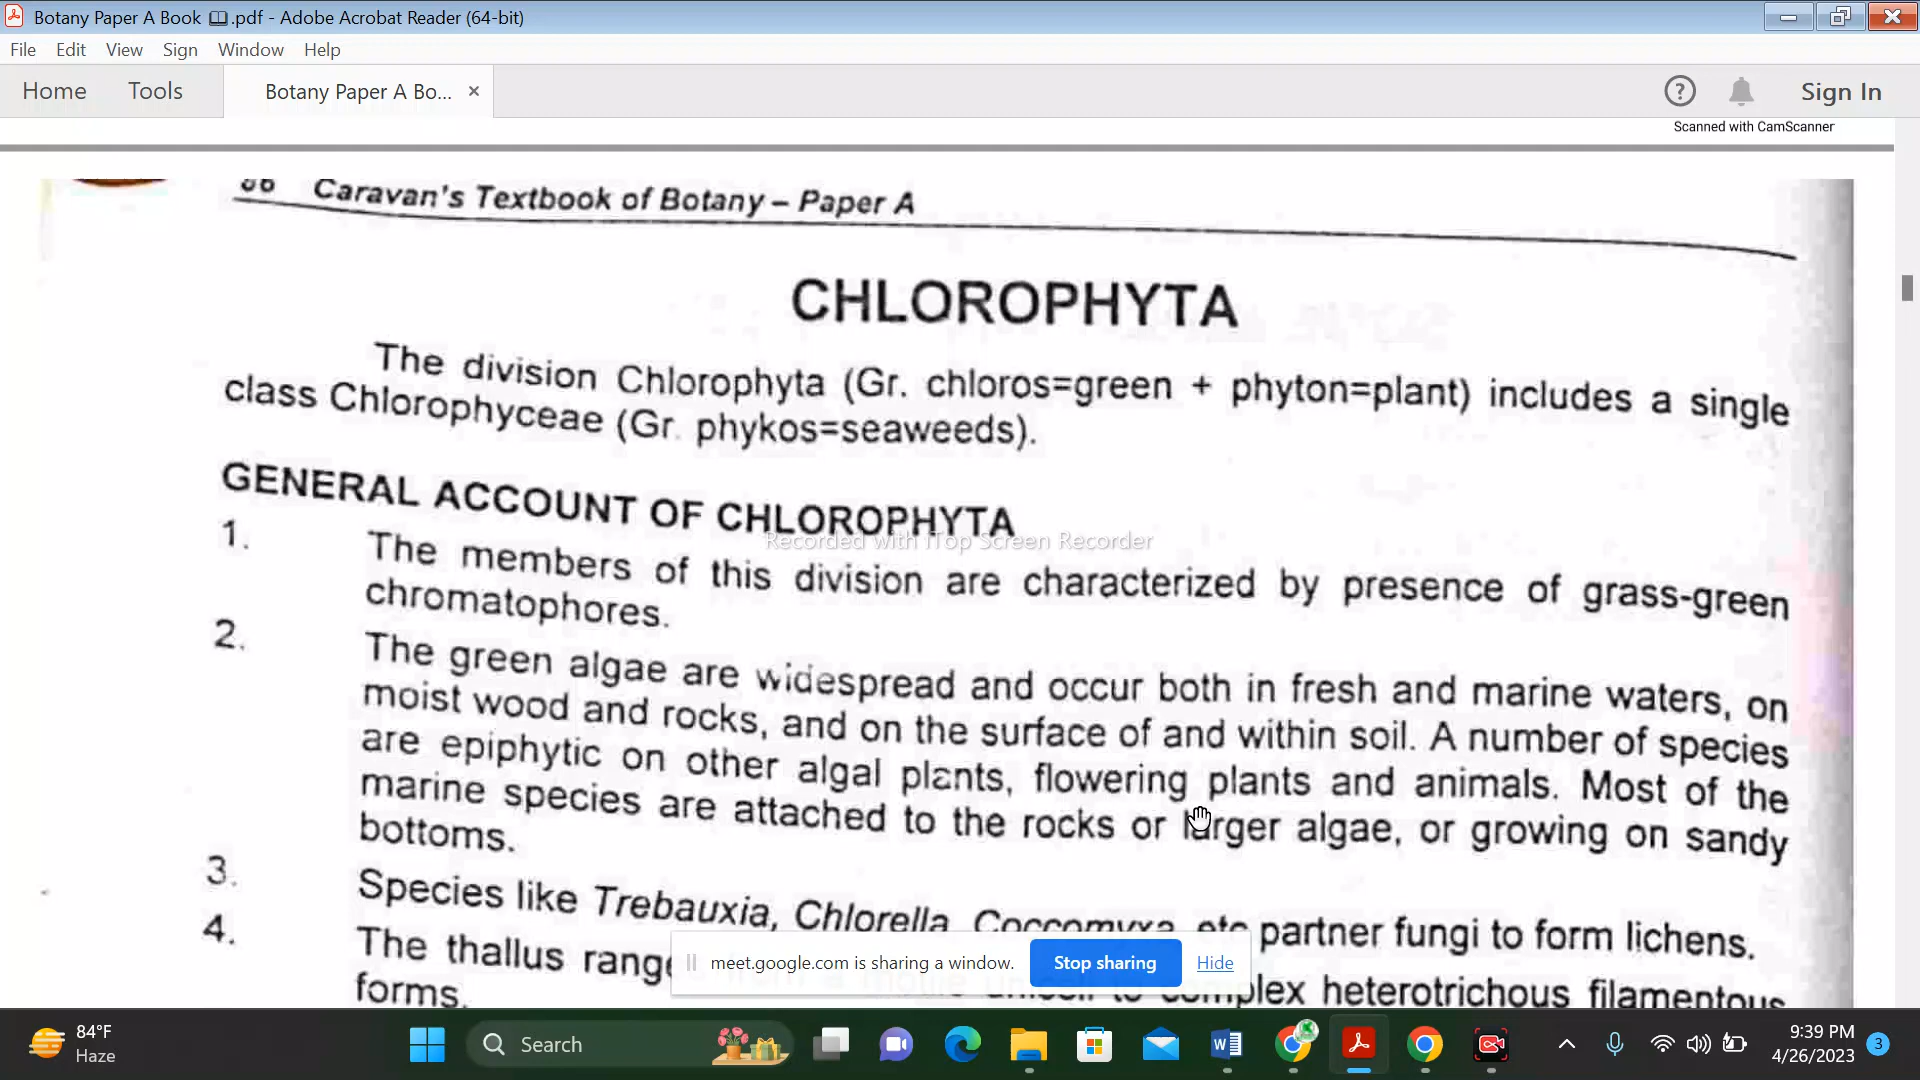 Botany Paper A Book 📖.pdf - Adobe Acrobat Reader (64-bit)
File Edit View Sign Window Help
Home Tools Botany Paper A Bo... × ? Sign In
Scanned with CamScanner
Caravan's Textbook of Botany – Paper A
CHLOROPHYTA
The division Chlorophyta (Gr. chloros=green + phyton=plant) includes a single
class Chlorophyceae (Gr. phykos=seaweeds).
GENERAL ACCOUNT OF CHLOROPHYTA
Recorded with iTop Screen Recorder
1. The members of this division are characterized by presence of grass-green
chromatophores.
2. The green algae are widespread and occur both in fresh and marine waters, on
moist wood and rocks, and on the surface of and within soil. A number of species
are epiphytic on other algal plants, flowering plants and animals. Most of the
marine species are attached to the rocks or larger algae, or growing on sandy
bottoms.
3. Species like Trebauxia, Chlorella, Coccomyxa, etc partner fungi to form lichens.
4. The thallus complex heterotrichous filamentous
forms.
meet.google.com is sharing a window. Stop sharing Hide
84°F
Haze
Search
9:39 PM
4/26/2023
3